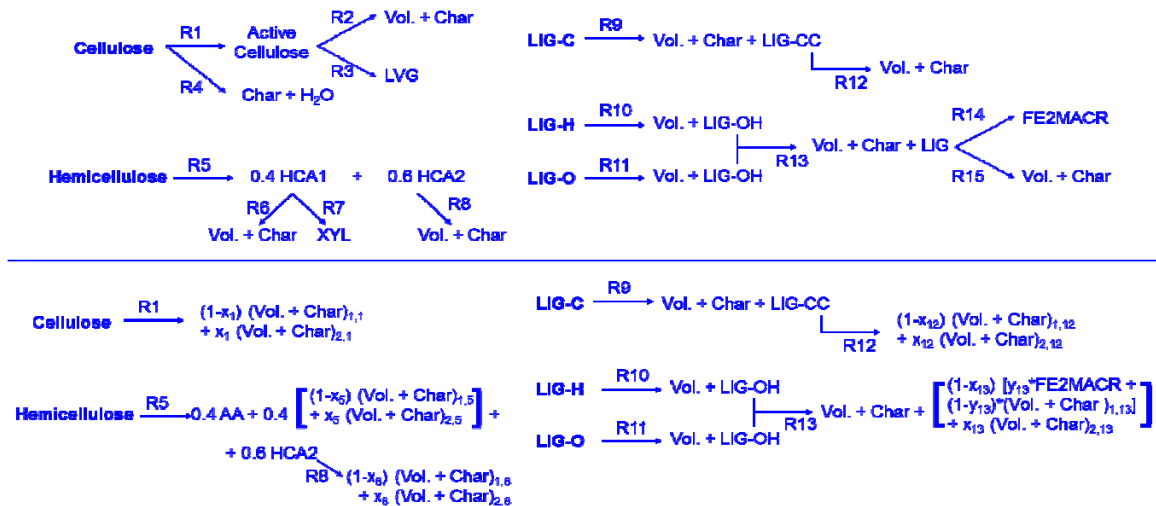 R1
R2
Vol. + Char
Cellulose
Active
Cellulose
R3
LVG
R4
Char + H₂O
R5
Hemicellulose
0.4 HCA1 + 0.6 HCA2
R6
R7
R8
Vol. + Char
XYL
Vol. + Char
R9
LIG-C
Vol. + Char + LIG-CC
R12
Vol. + Char
R10
LIG-H
Vol. + LIG-OH
R11
LIG-O
Vol. + LIG-OH
R13
Vol. + Char + LIG
R14
FE2MACR
R15
Vol. + Char
R1
Cellulose
(1-x₁) (Vol. + Char)₁,₁
+ x₁ (Vol. + Char)₂,₁
R5
Hemicellulose
0.4 AA + 0.4 [ (1-x₅) (Vol. + Char)₁,₅
+ x₅ (Vol. + Char)₂,₅ ] +
+ 0.6 HCA2
R8
(1-x₈) (Vol. + Char)₁,₈
+ x₈ (Vol. + Char)₂,₈
R9
LIG-C
Vol. + Char + LIG-CC
R12
(1-x₁₂) (Vol. + Char)₁,₁₂
+ x₁₂ (Vol. + Char)₂,₁₂
R10
LIG-H
Vol. + LIG-OH
R11
LIG-O
Vol. + LIG-OH
R13
Vol. + Char + [ (1-x₁₃) [y₁₃*FE2MACR +
(1-y₁₃)*(Vol. + Char )₁,₁₃]
+ x₁₃ (Vol. + Char)₂,₁₃ ]